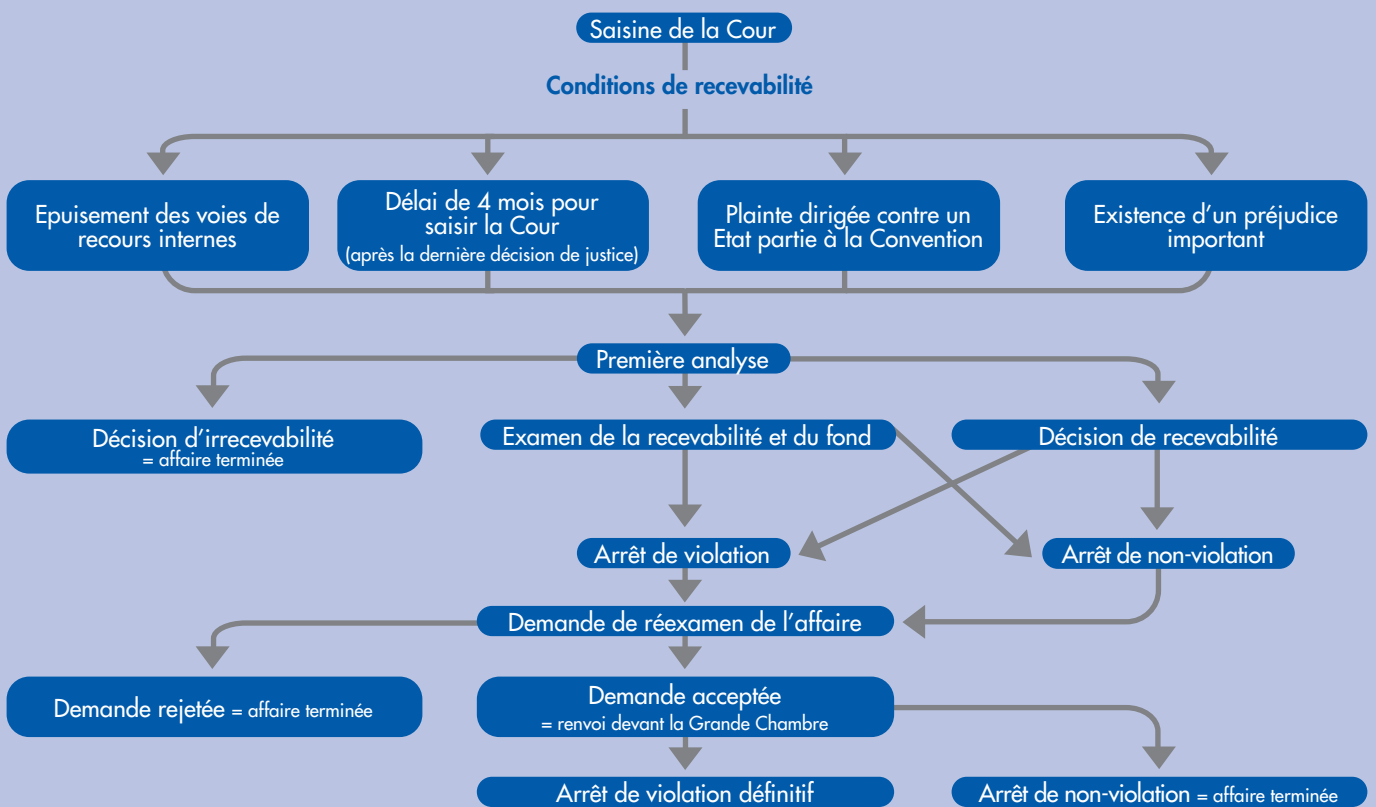 Saisine de la Cour
Conditions de recevabilité
Epuisement des voies de
recours internes
Délai de 4 mois pour
saisir la Cour
(après la dernière décision de justice)
Plainte dirigée contre un
Etat partie à la Convention
Existence d'un préjudice
important
Première analyse
Décision d'irrecevabilité
= affaire terminée
Examen de la recevabilité et du fond
Décision de recevabilité
Arrêt de violation
Arrêt de non-violation
Demande de réexamen de l'affaire
Demande rejetée = affaire terminée
Demande acceptée
= renvoi devant la Grande Chambre
Arrêt de violation définitif
Arrêt de non-violation = affaire terminée